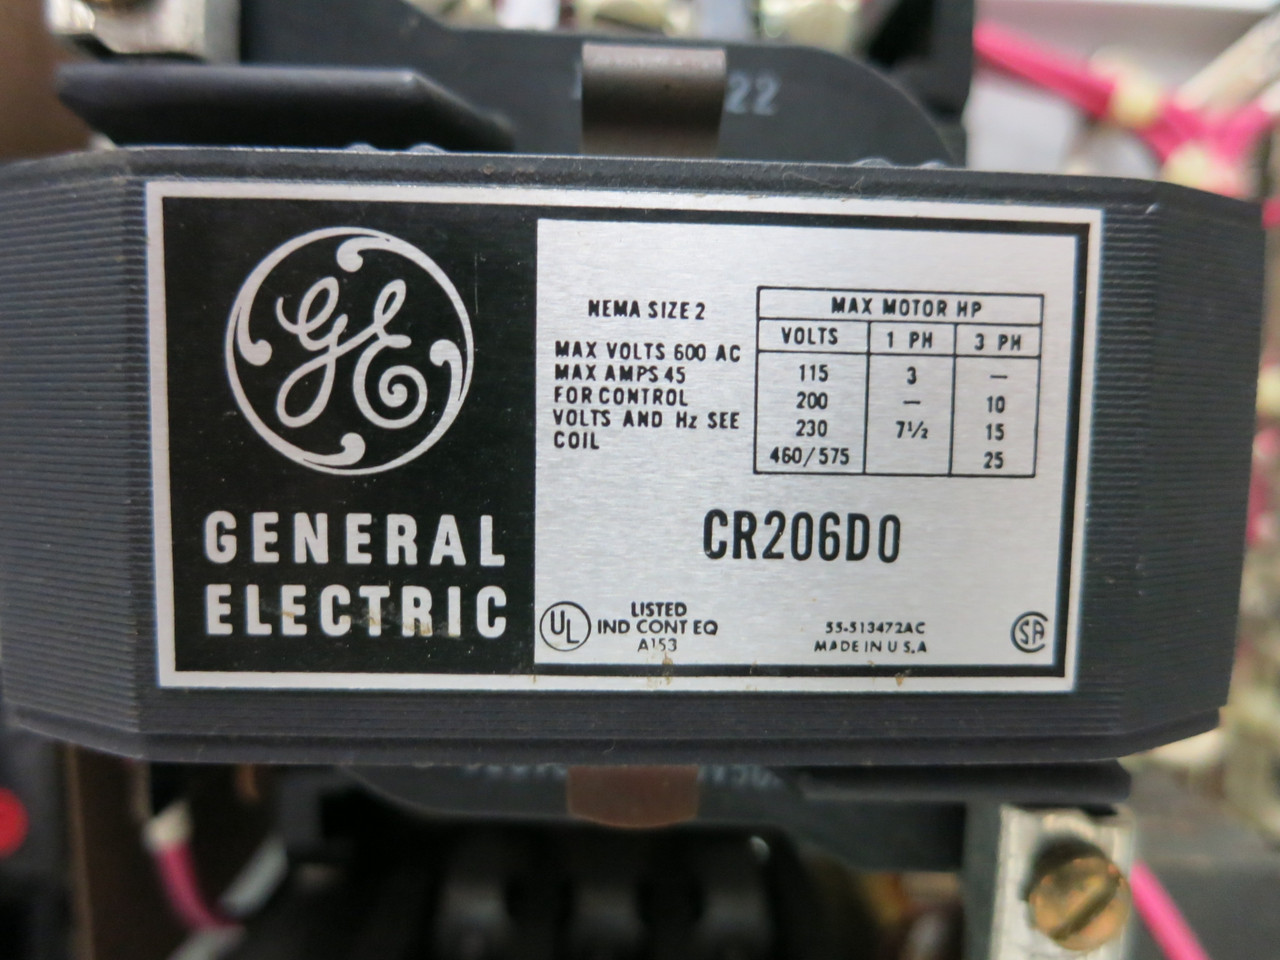 22
GE
GENERAL
ELECTRIC
NEMA SIZE 2
MAX VOLTS 600 AC
MAX AMPS 45
FOR CONTROL
VOLTS AND Hz SEE
COIL
MAX MOTOR HP
VOLTS 1 PH 3 PH
115 3 —
200 — 10
230 7½ 15
460/575 25
CR206D0
UL LISTED
IND CONT EQ
A153
55-513472AC
MADE IN U.S.A
SA